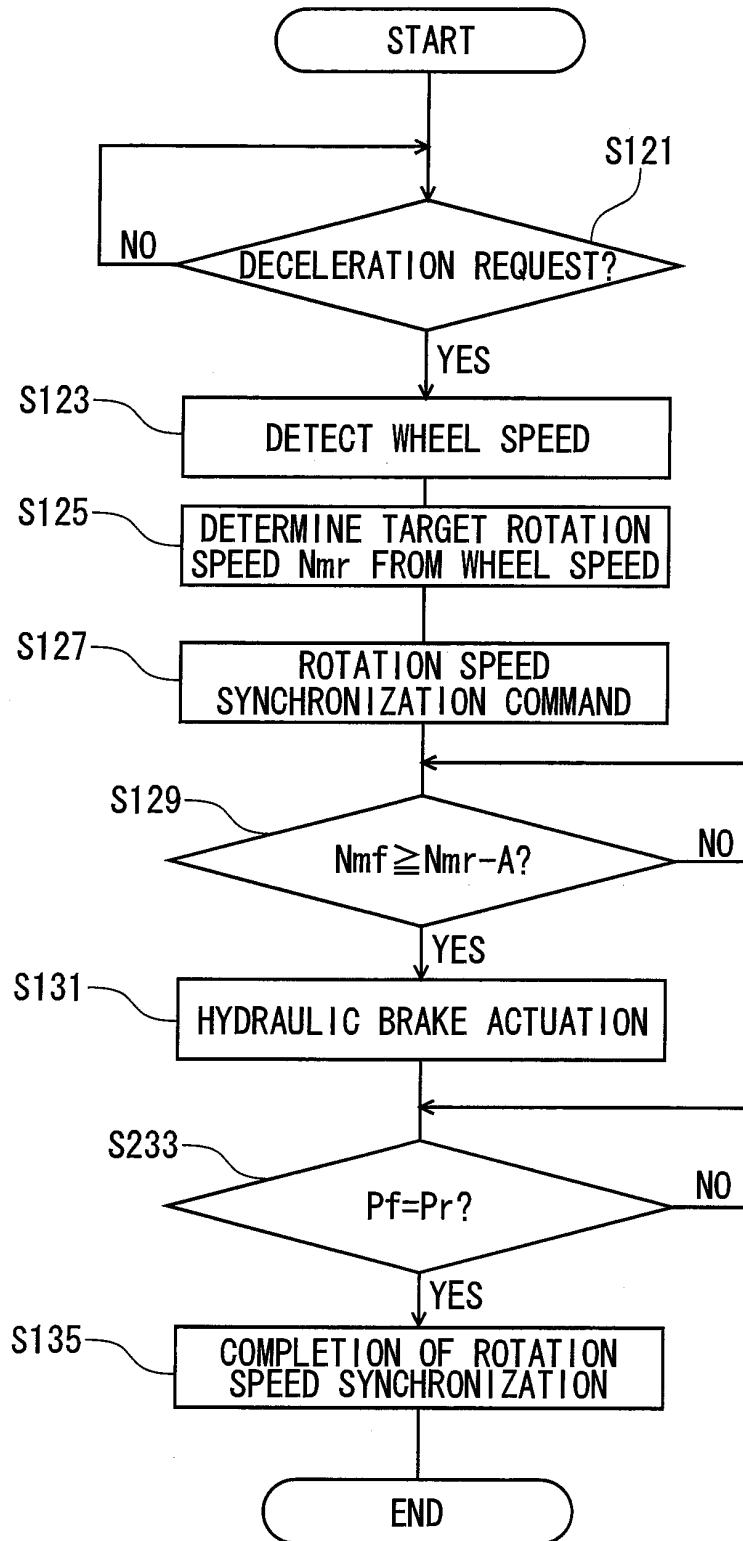 START
S121
NO
DECELERATION REQUEST?
YES
S123
DETECT WHEEL SPEED
S125
DETERMINE TARGET ROTATION
SPEED Nmr FROM WHEEL SPEED
S127
ROTATION SPEED
SYNCHRONIZATION COMMAND
S129
Nmf≧Nmr-A?
NO
YES
S131
HYDRAULIC BRAKE ACTUATION
S233
Pf=Pr?
NO
YES
S135
COMPLETION OF ROTATION
SPEED SYNCHRONIZATION
END